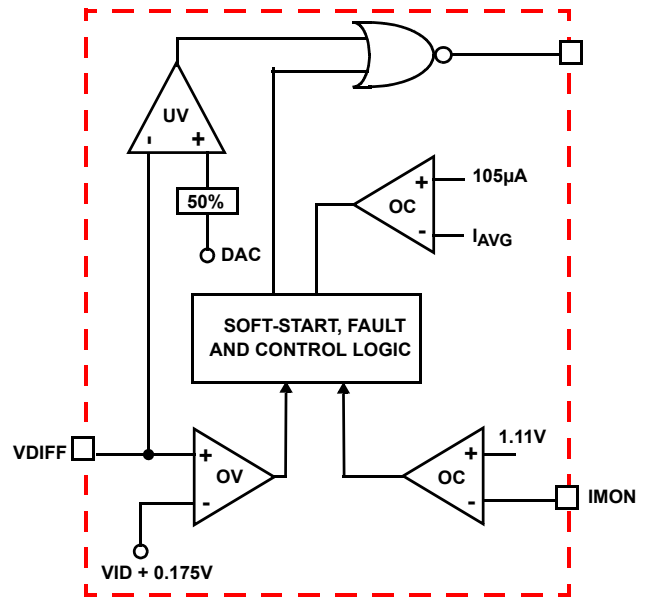 UV
- +
50%
DAC
+
OC
-
105µA
IAVG
SOFT-START, FAULT
AND CONTROL LOGIC
VDIFF
+
OV
-
VID + 0.175V
1.11V
+
OC
-
IMON